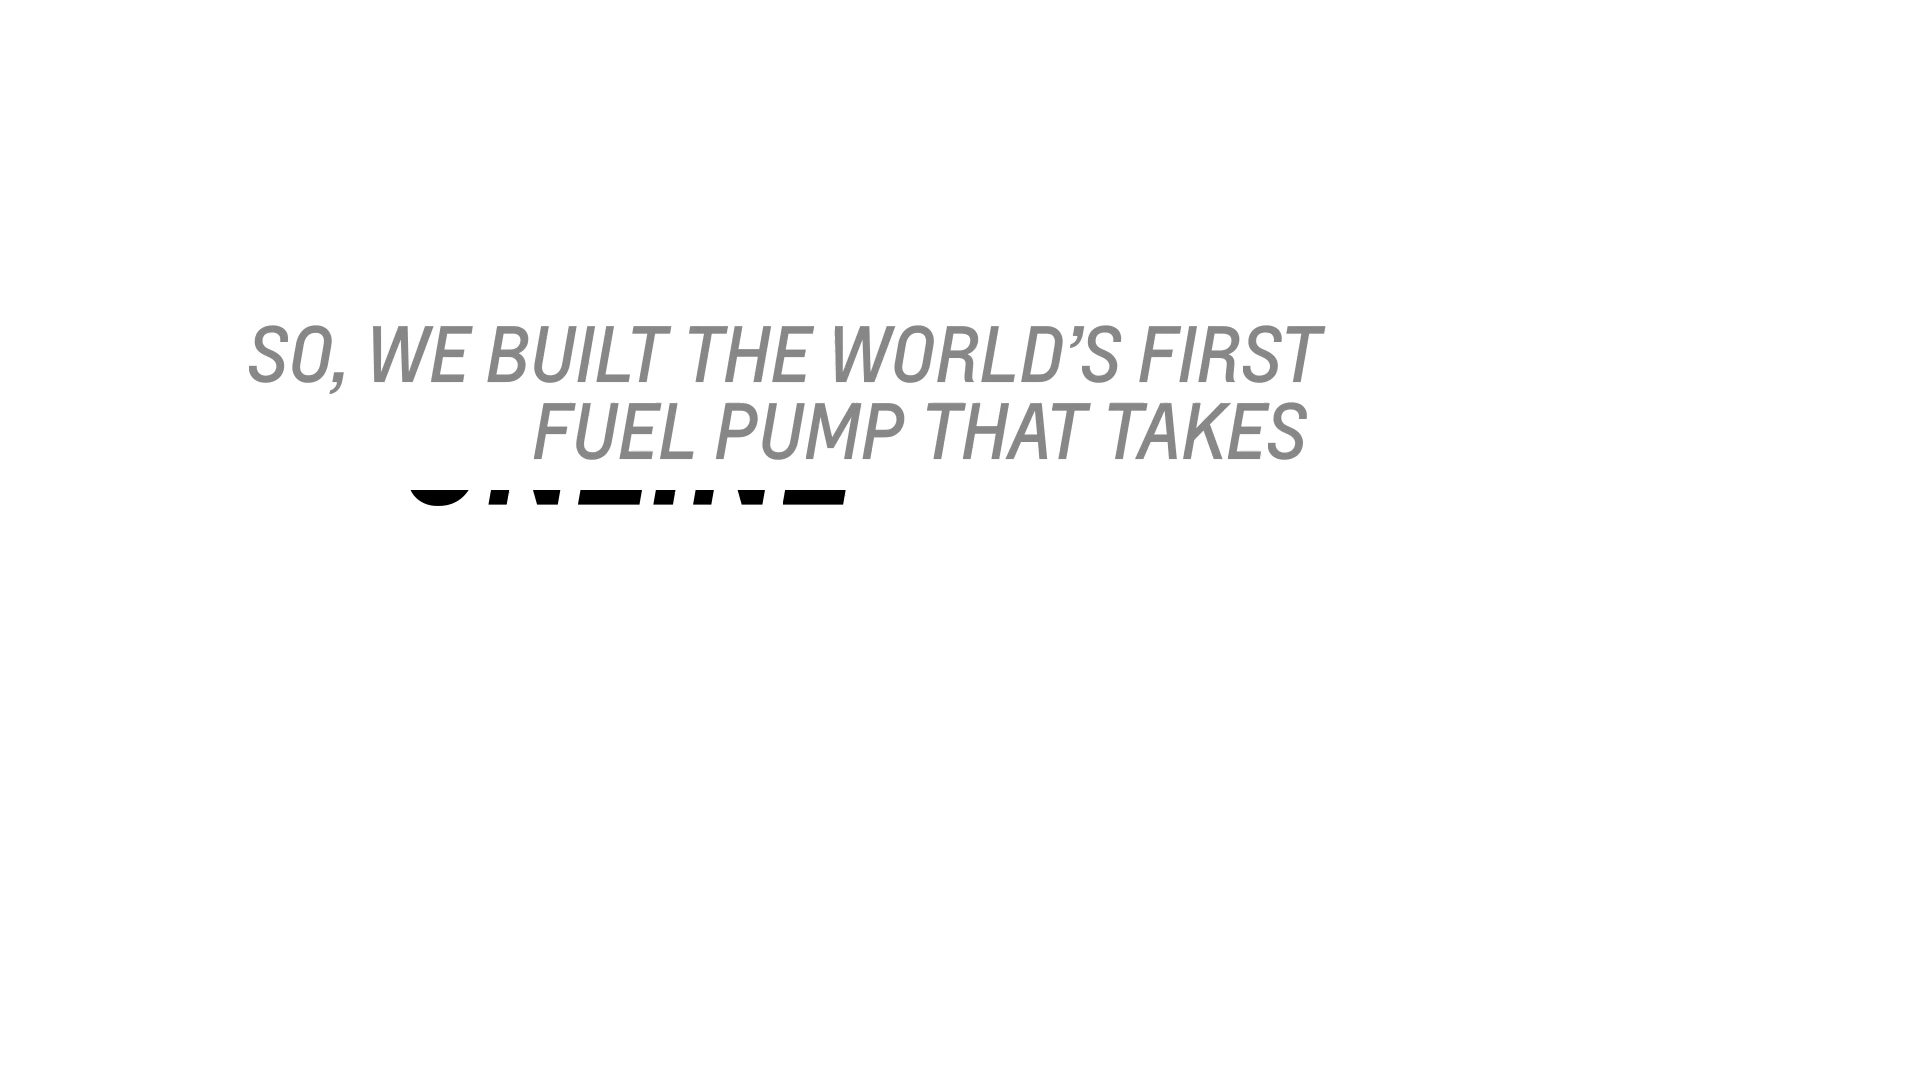 SO, WE BUILT THE WORLD’S FIRST
FUEL PUMP THAT TAKES